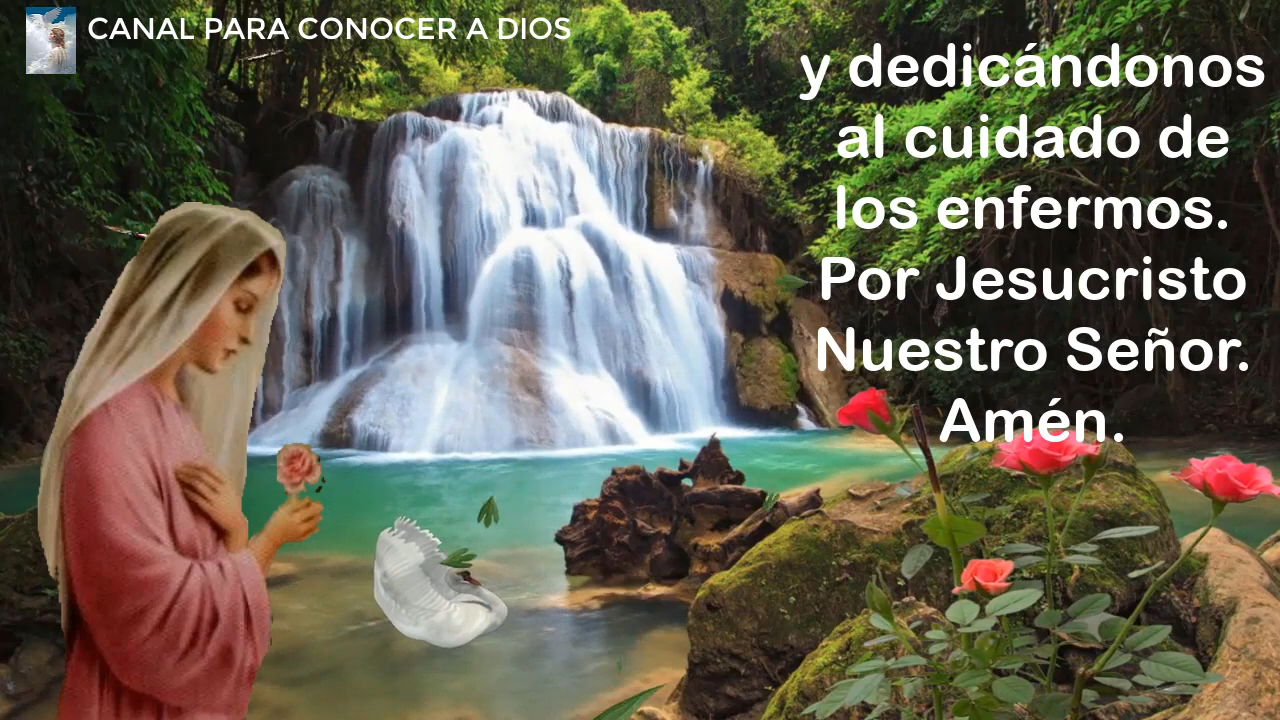 CANAL PARA CONOCER A DIOS
y dedicándonos
al cuidado de
los enfermos.
Por Jesucristo
Nuestro Señor.
Amén.